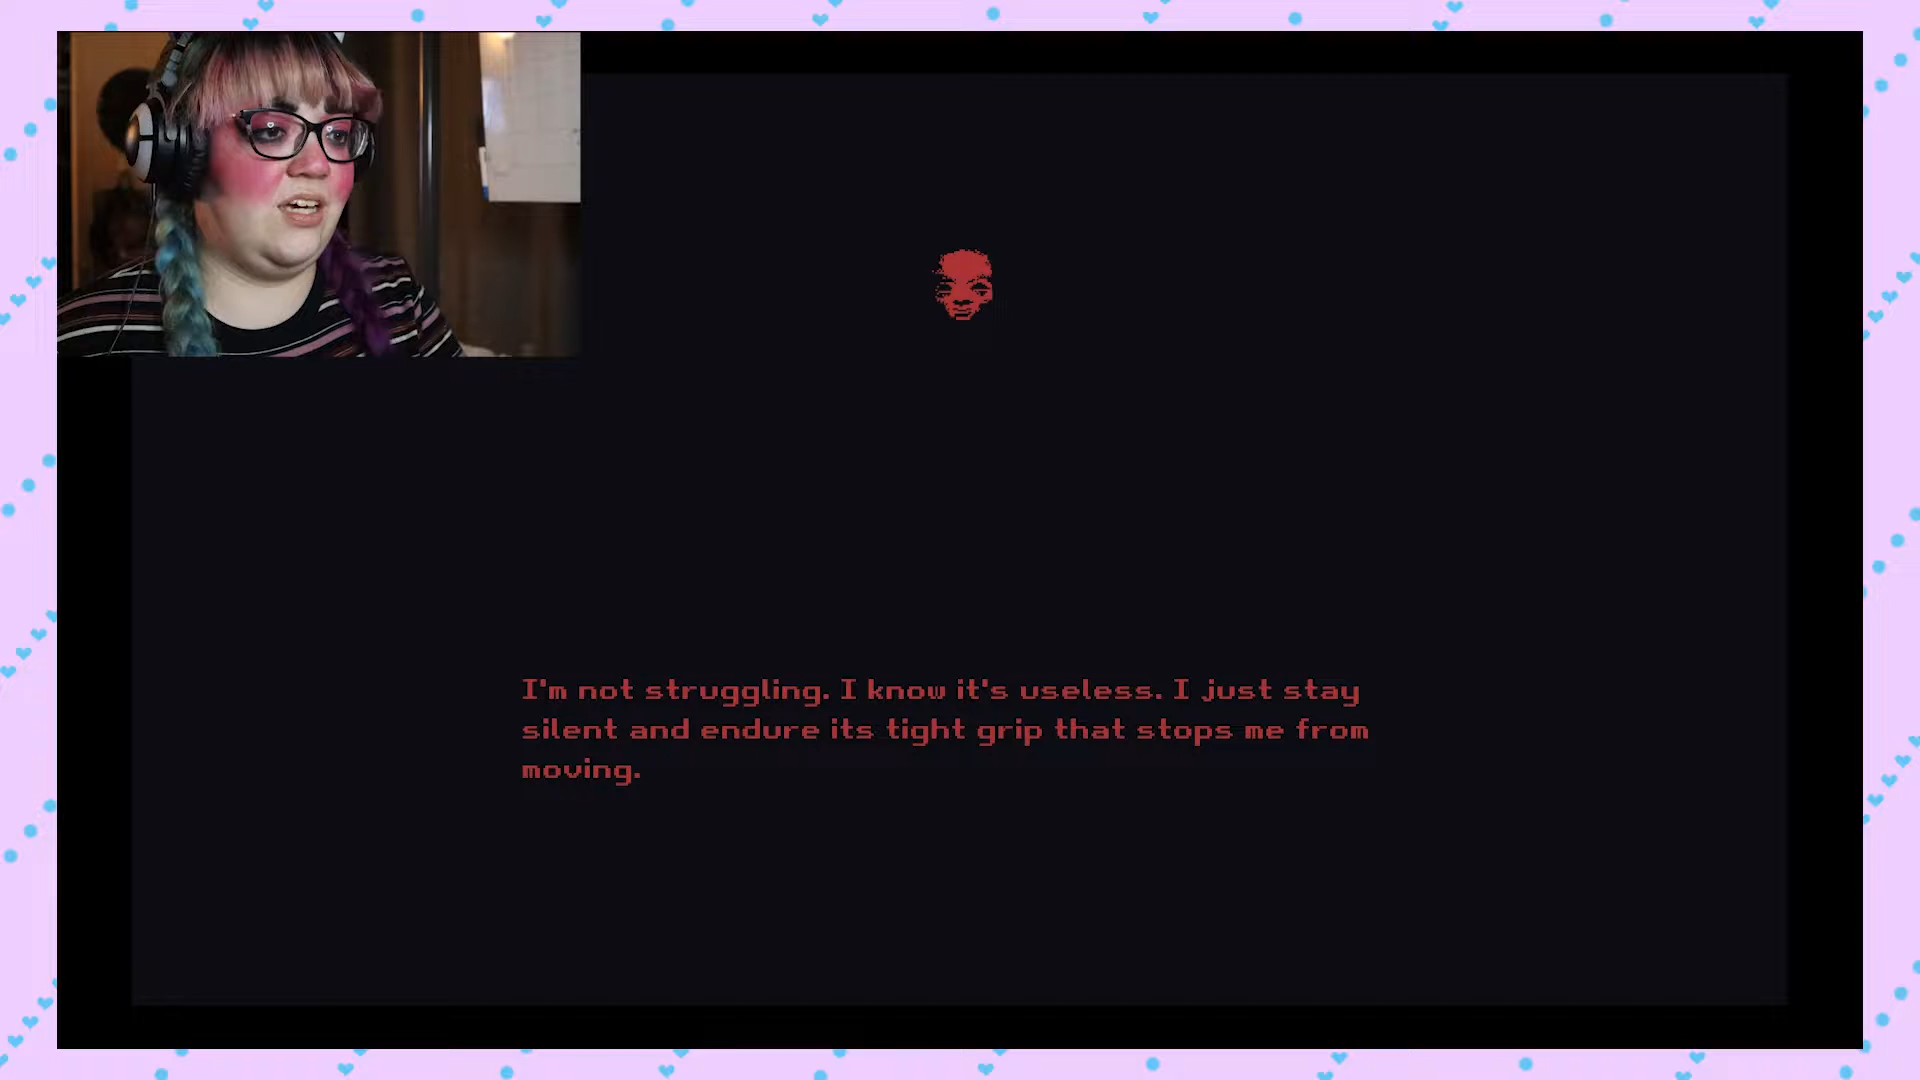 I'm not struggling. I know it's useless. I just stay
silent and endure its tight grip that stops me from
moving.